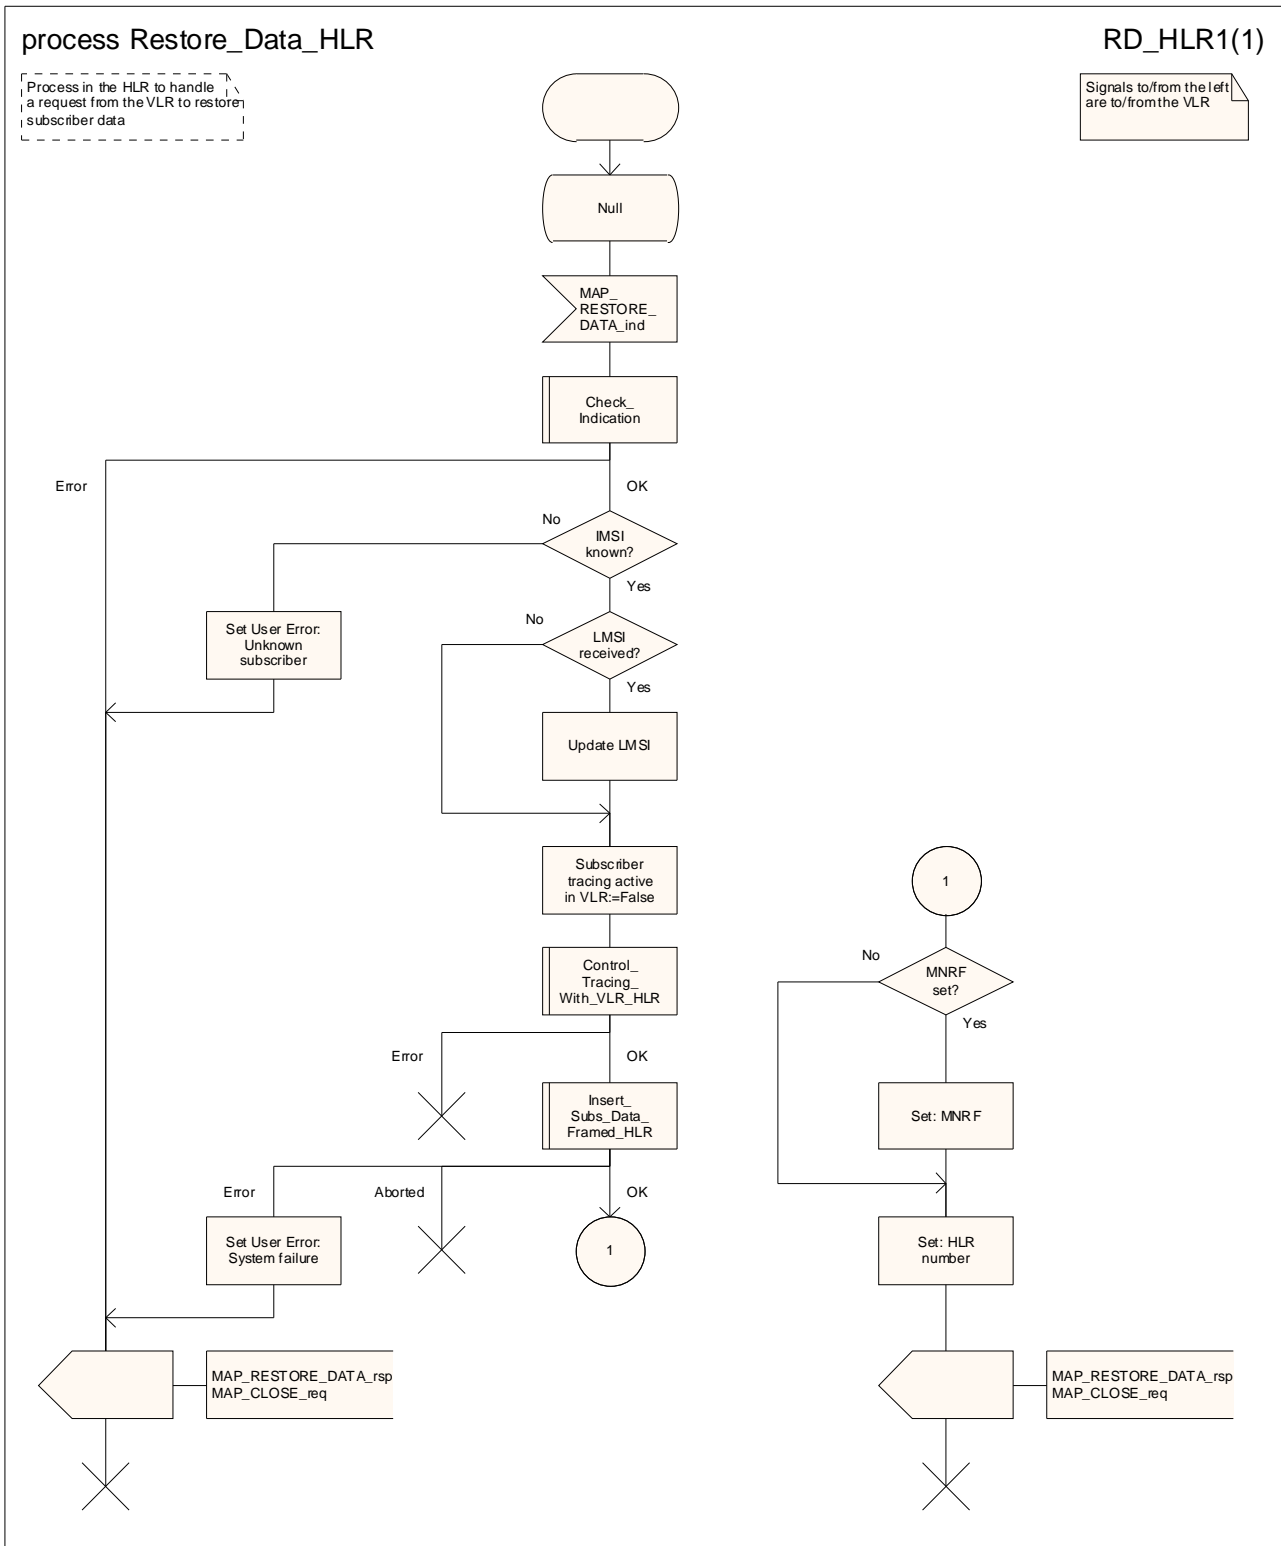 process Restore_Data_HLR
RD_HLR1(1)
Process in the HLR to handle
a request from the VLR to restore
subscriber data
Signals to/from the left
are to/from the VLR
Null
MAP_
RESTORE_
DATA_ind
Check_
Indication
Error
OK
No
IMSI
known?
Yes
Set User Error:
Unknown
subscriber
No
LMSI
received?
Yes
Update LMSI
Subscriber
tracing active
in VLR:=False
Control_
Tracing_
With_VLR_HLR
Error
OK
Insert_
Subs_Data_
Framed_HLR
Error
Aborted
OK
Set User Error:
System failure
1
MAP_RESTORE_DATA_rsp
MAP_CLOSE_req
1
No
MNRF
set?
Yes
Set: MNRF
Set: HLR
number
MAP_RESTORE_DATA_rsp
MAP_CLOSE_req